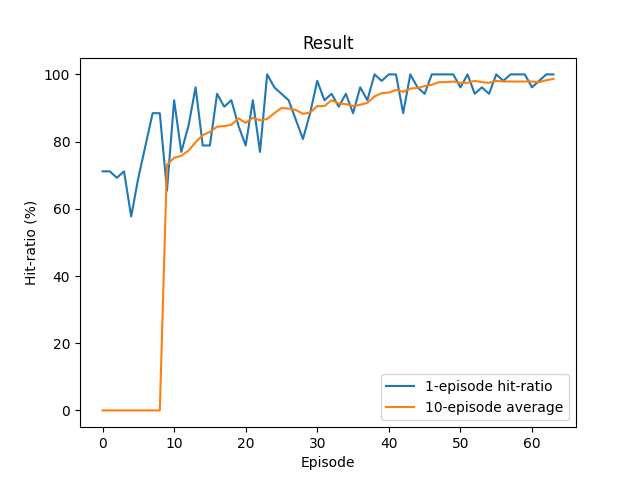 Result
Hit-ratio (%)
100
80
60
40
20
0
0 10 20 30 40 50 60
Episode
1-episode hit-ratio
10-episode average